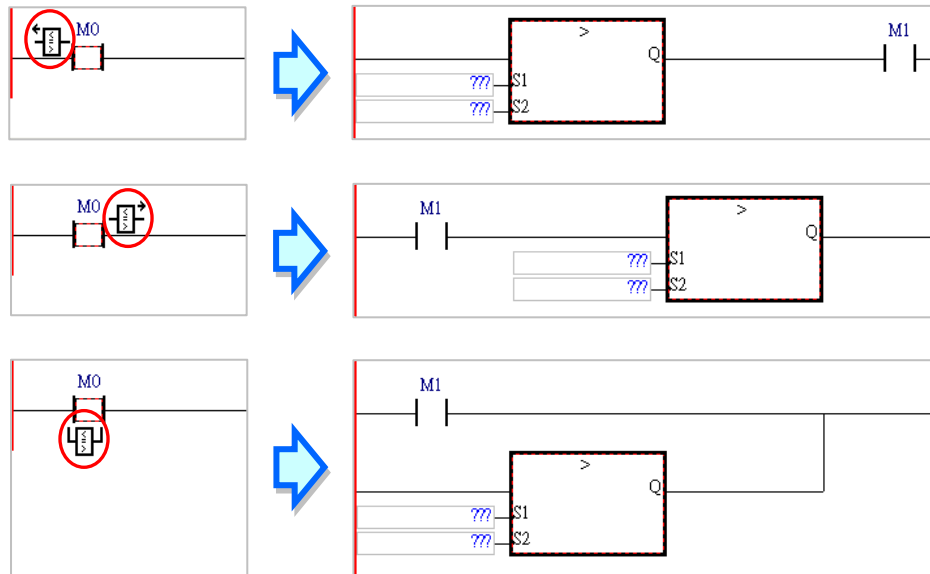 M0
<
=
>
>
Q
M1
??? S1
??? S2
M0
<
=
>
M1
>
Q
??? S1
??? S2
M0
<
=
>
M1
>
Q
??? S1
??? S2